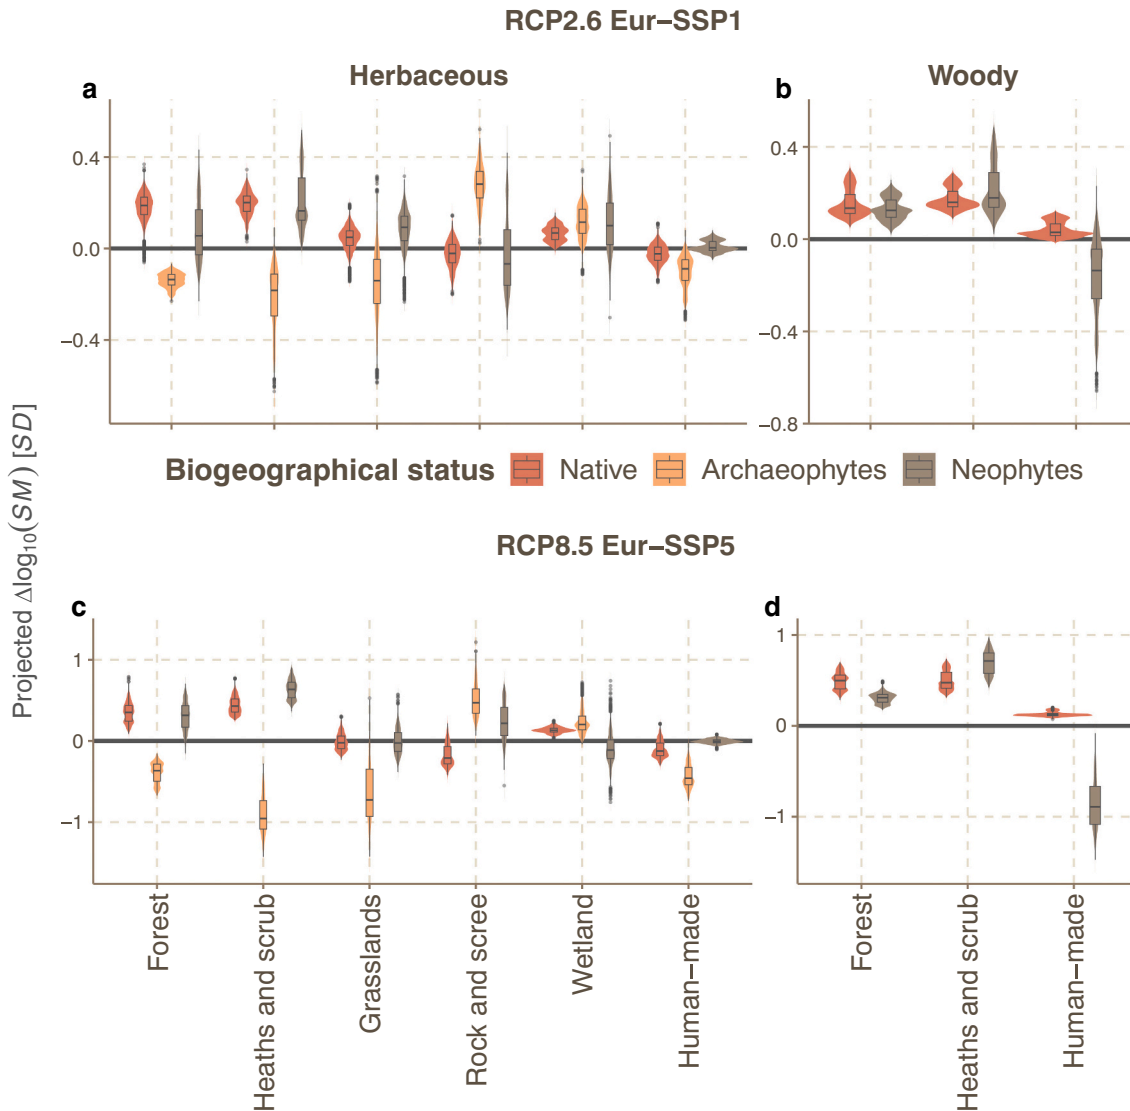 RCP2.6 Eur−SSP1
a
Herbaceous
b
Woody
0.4
0.0
−0.4
0.4
0.0
−0.4
−0.8
Biogeographical status Native Archaeophytes Neophytes
Projected Δlog₁₀(SM) [SD]
RCP8.5 Eur−SSP5
c
d
1
0
−1
1
0
−1
Forest
Heaths and scrub
Grasslands
Rock and scree
Wetland
Human−made
Forest
Heaths and scrub
Human−made